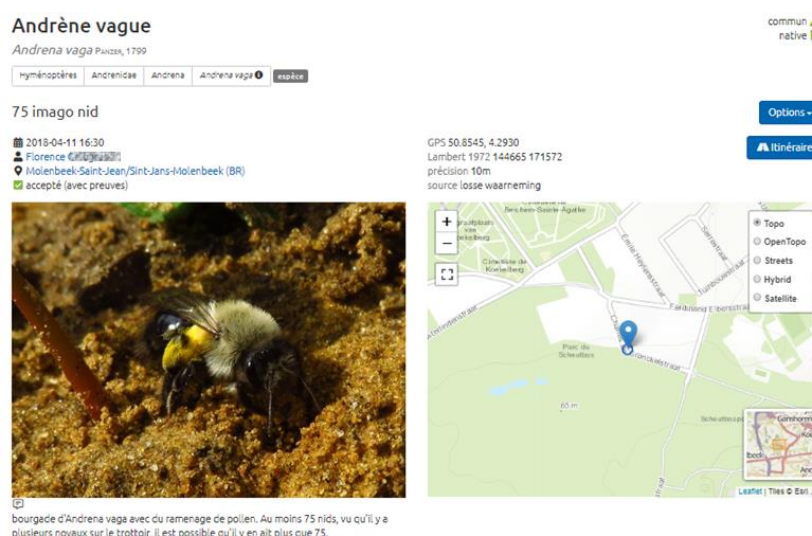 Andrène vague
commun
native
Andrena vaga Panzer, 1799
Hyménoptères Andrenidae Andrena Andrena vaga espèce
75 imago nid
Options
2018-04-11 16:30
Florence
Molenbeek-Saint-Jean/Sint-Jans-Molenbeek (BR)
accepté (avec preuves)
GPS 50.8545, 4.2930
Lambert 1972 144665 171572
précision 10m
source losse waarneming
Itinéraire
+
−
Topo
OpenTopo
Streets
Hybrid
Satellite
Cimetière de
Koekelberg
Parc du
Scheutbos
65 m
Leaflet | Tiles © Esri
bourgade d'Andrena vaga avec du ramenage de pollen. Au moins 75 nids, vu qu'il y a
plusieurs noyaux sur le trottoir, il est possible qu'il y en ait plus que 75.